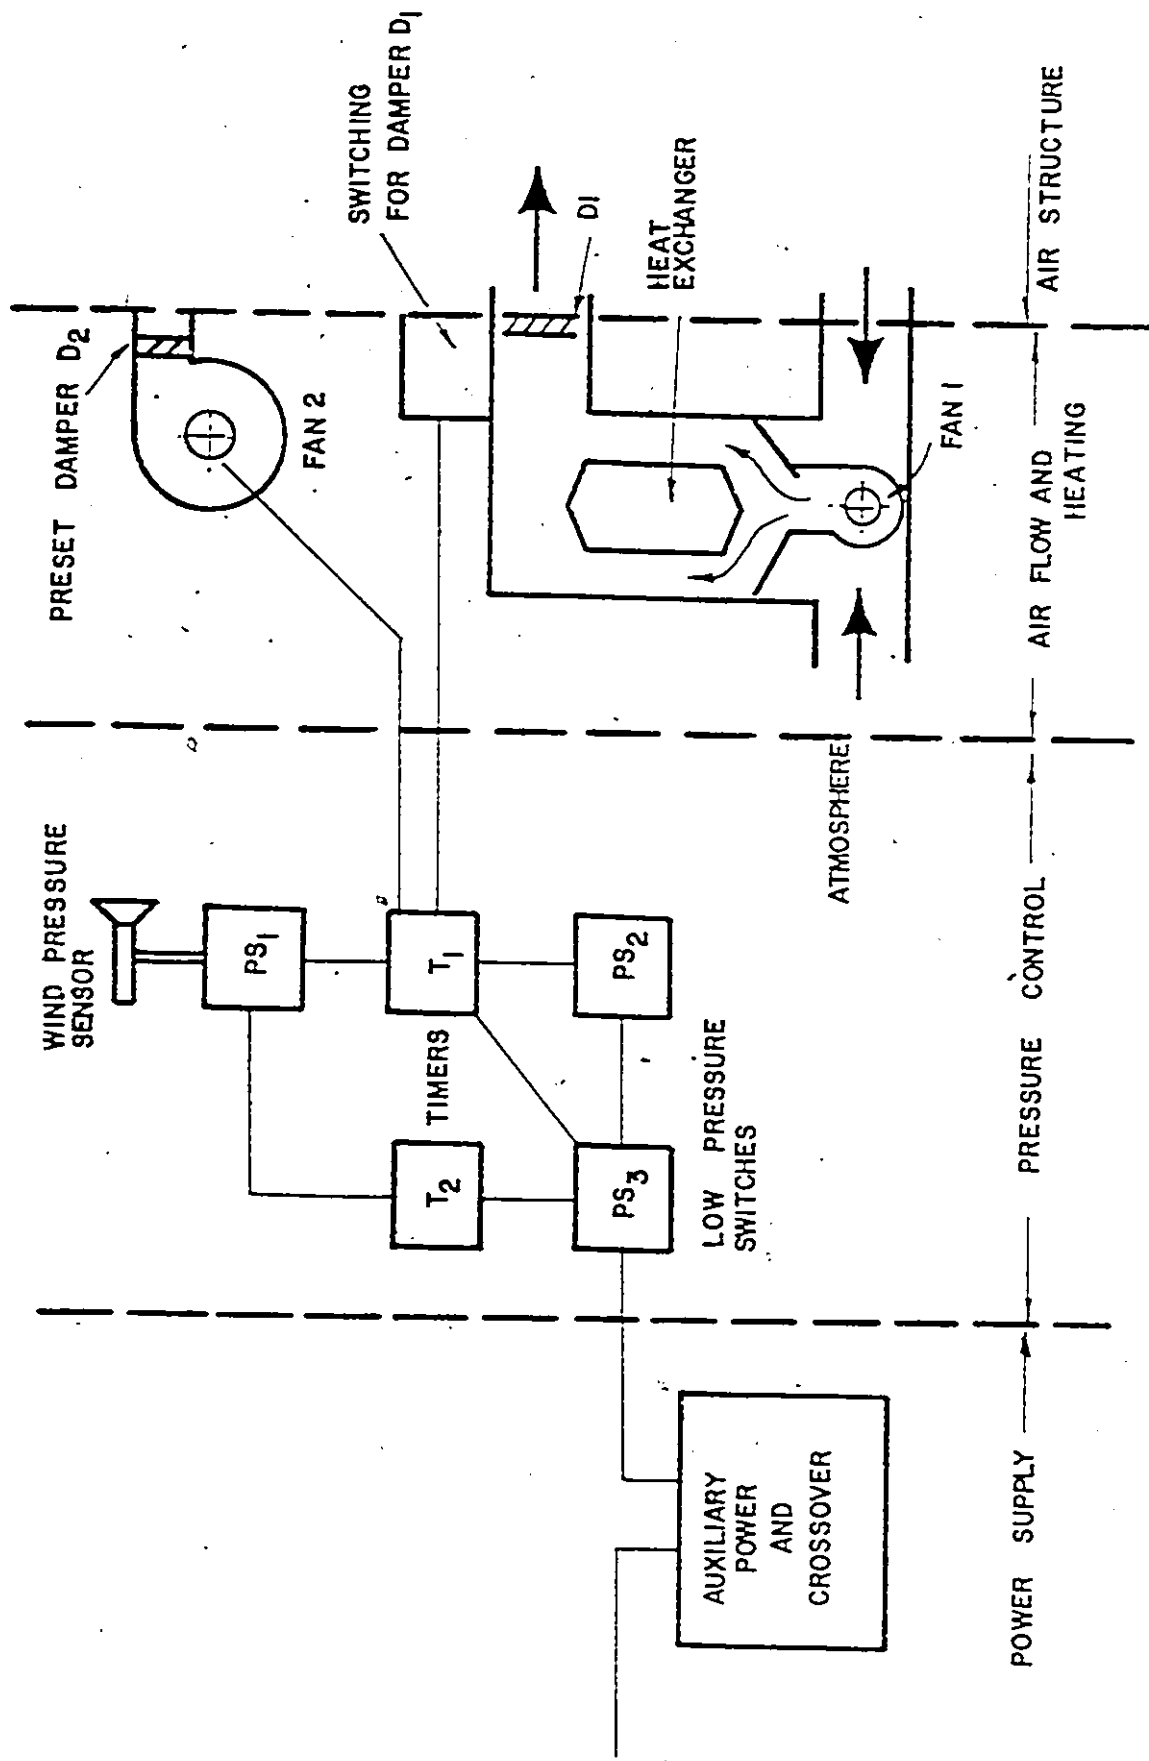 WIND PRESSURE
SENSOR
PS1
T1
TIMERS
T2
PS2
PS3
LOW PRESSURE
SWITCHES
AUXILIARY
POWER
AND
CROSSOVER
PRESET DAMPER D2
FAN 2
SWITCHING
FOR DAMPER D1
D1
HEAT
EXCHANGER
FAN 1
ATMOSPHERE
POWER SUPPLY
PRESSURE CONTROL
AIR FLOW AND
HEATING
AIR STRUCTURE